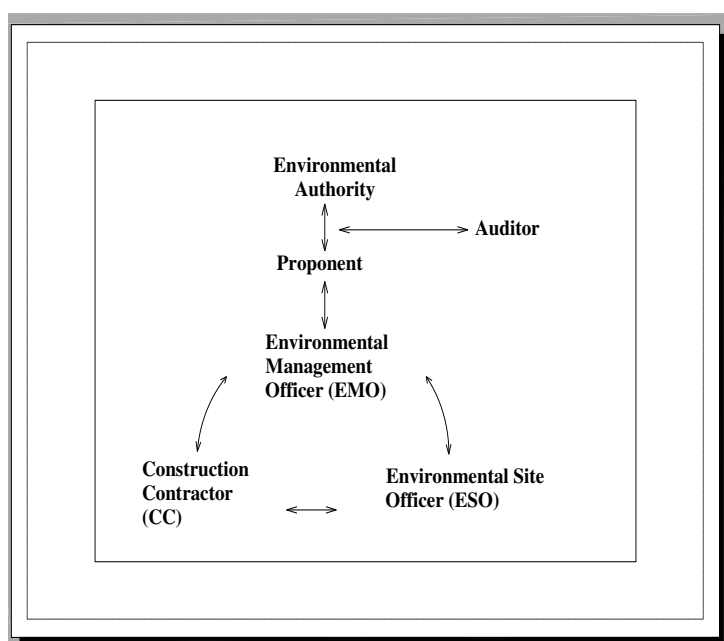 Environmental
Authority
Auditor
Proponent
Environmental
Management
Officer (EMO)
Construction
Contractor
(CC)
Environmental Site
Officer (ESO)